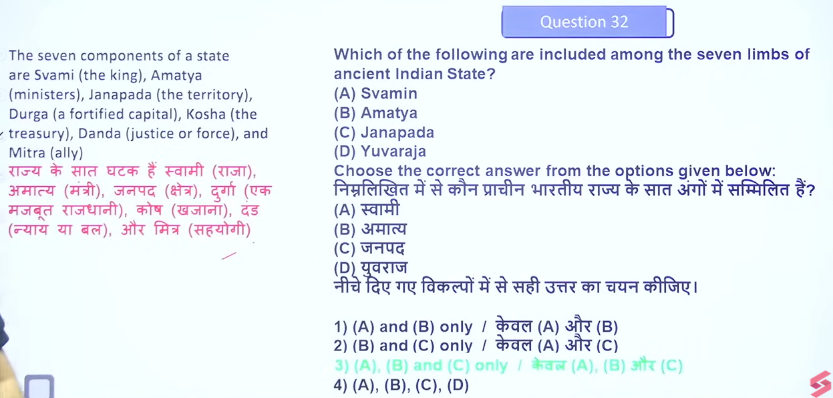 Question 32
The seven components of a state
are Svami (the king), Amatya
(ministers), Janapada (the territory),
Durga (a fortified capital), Kosha (the
treasury), Danda (justice or force), and
Mitra (ally)
राज्य के सात घटक हैं स्वामी (राजा),
अमात्य (मंत्री), जनपद (क्षेत्र), दुर्गा (एक
मजबूत राजधानी), कोष (खजाना), दंड
(न्याय या बल), और मित्र (सहयोगी)
Which of the following are included among the seven limbs of
ancient Indian State?
(A) Svamin
(B) Amatya
(C) Janapada
(D) Yuvaraja
Choose the correct answer from the options given below:
निम्नलिखित में से कौन प्राचीन भारतीय राज्य के सात अंगों में सम्मिलित हैं?
(A) स्वामी
(B) अमात्य
(C) जनपद
(D) युवराज
नीचे दिए गए विकल्पों में से सही उत्तर का चयन कीजिए।
1) (A) and (B) only / केवल (A) और (B)
2) (B) and (C) only / केवल (A) और (C)
3) (A), (B) and (C) only / केवल (A), (B) और (C)
4) (A), (B), (C), (D)